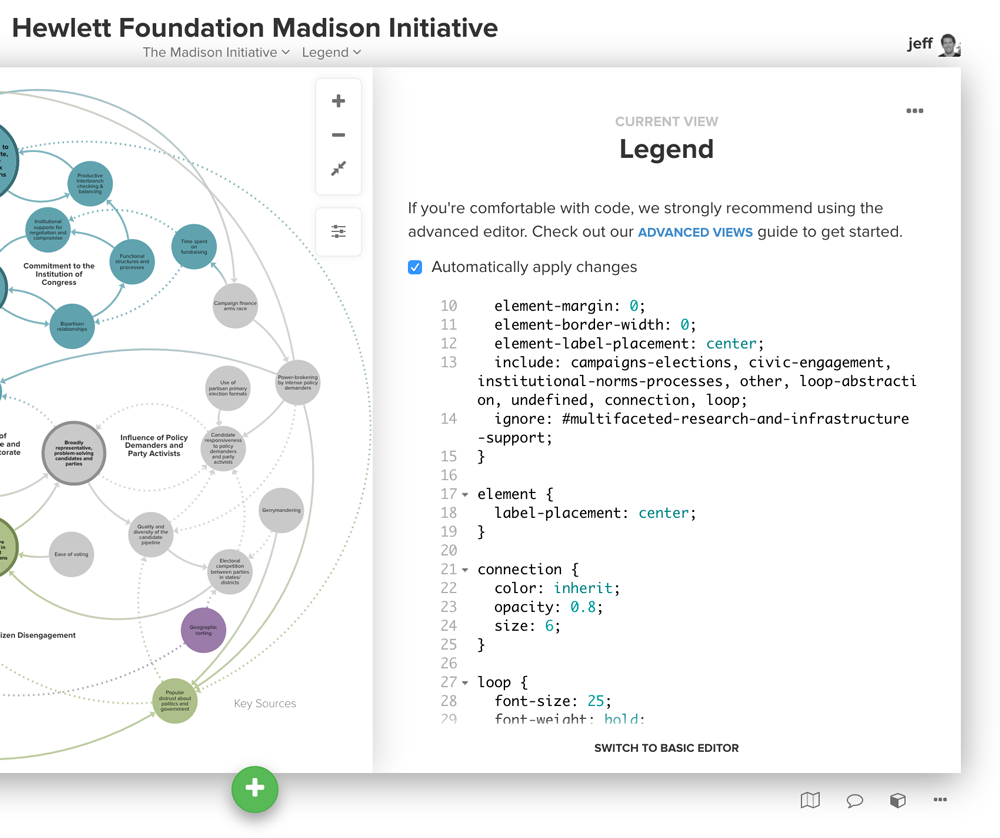 Hewlett Foundation Madison Initiative
The Madison Initiative Legend
jeff
to
te,
x
ns
Productive
interbranch
checking &
balancing
Institutional
supports for
negotiation and
compromise
Time spent
on
fundraising
Functional
structures and
processes
Commitment to the
Institution of
Congress
Bipartisan
relationships
Campaign finance
arms race
Power-brokering
by intense policy
demanders
Use of
partisan primary
election formats
of
e and
torate
Broadly
representative,
problem-solving
candidates and
parties
Influence of Policy
Demanders and
Party Activists
Candidate
responsiveness
to policy
demanders
and party
activists
Gerrymandering
Quality and
diversity of the
candidate
pipeline
Ease of voting
Electoral
competition
between parties
in states/
districts
Geographic
sorting
izen Disengagement
Popular
distrust about
politics and
government
Key Sources
CURRENT VIEW
Legend
If you're comfortable with code, we strongly recommend using the
advanced editor. Check out our ADVANCED VIEWS guide to get started.
Automatically apply changes
10 element-margin: 0;
11 element-border-width: 0;
12 element-label-placement: center;
13 include: campaigns-elections, civic-engagement,
institutional-norms-processes, other, loop-abstracti
on, undefined, connection, loop;
14 ignore: #multifaceted-research-and-infrastructure
-support;
15 }
16
17 element {
18 label-placement: center;
19 }
20
21 connection {
22 color: inherit;
23 opacity: 0.8;
24 size: 6;
25 }
26
27 loop {
28 font-size: 25;
29 font-weight: bold;
SWITCH TO BASIC EDITOR